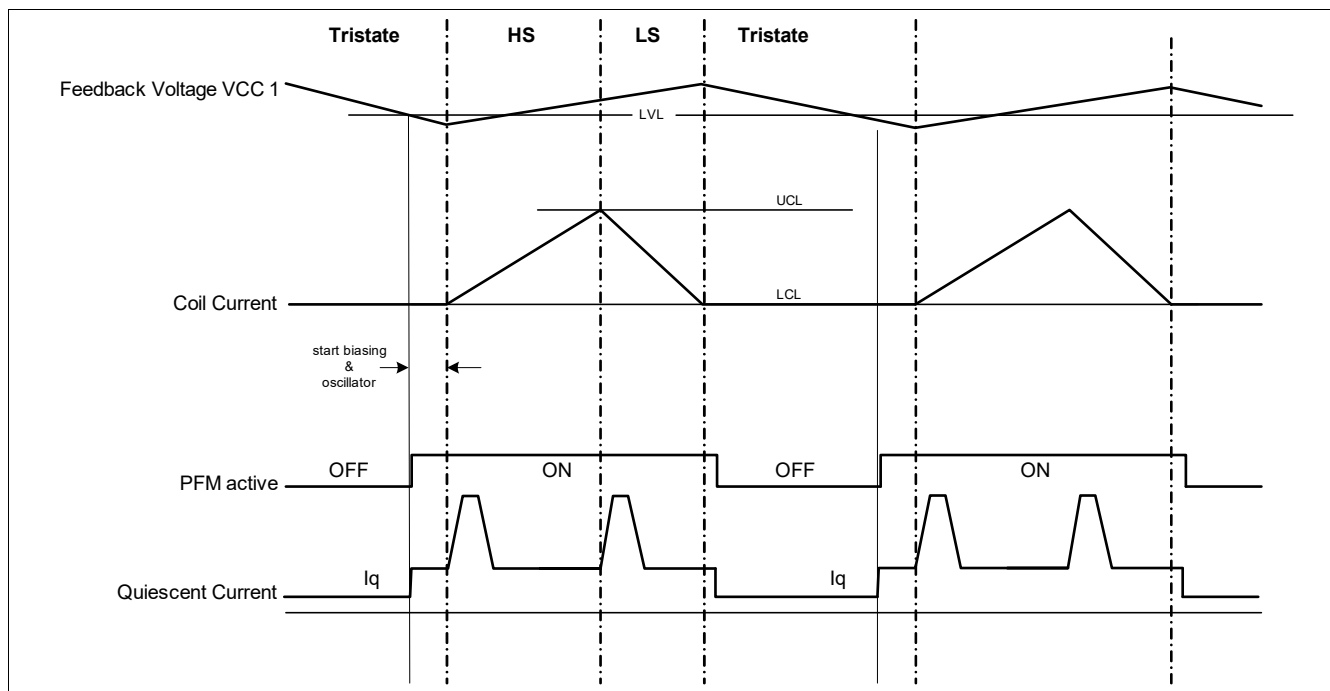 Tristate HS LS Tristate
Feedback Voltage VCC 1
LVL
UCL
Coil Current
LCL
start biasing
&
oscillator
OFF ON OFF ON
PFM active
Iq Iq
Quiescent Current